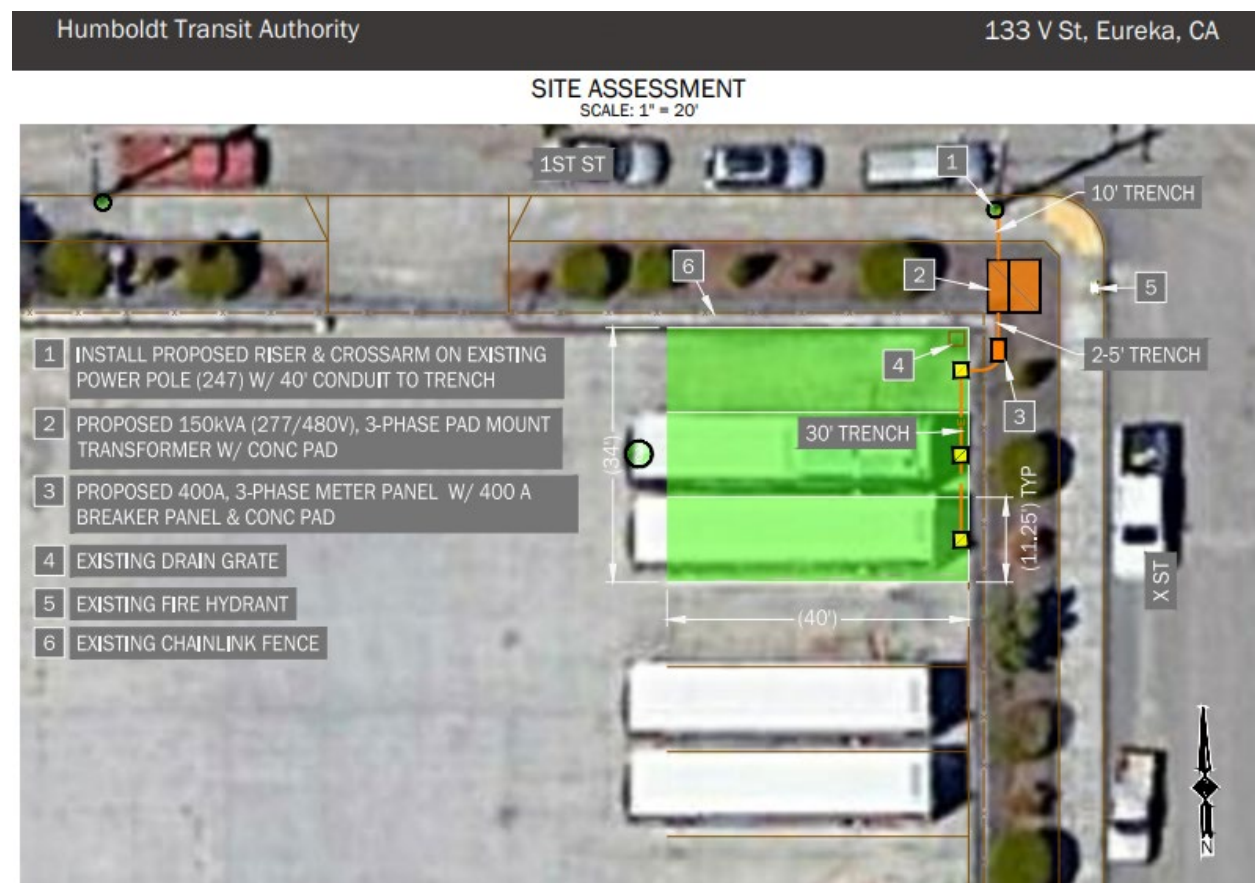 Humboldt Transit Authority
133 V St, Eureka, CA
SITE ASSESSMENT
SCALE: 1" = 20'
1ST ST
1
10' TRENCH
6
2
5
2-5' TRENCH
4
3
30' TRENCH
(34')
(11.25') TYP
(40')
X ST
1 INSTALL PROPOSED RISER & CROSSARM ON EXISTING
POWER POLE (247) W/ 40' CONDUIT TO TRENCH
2 PROPOSED 150kVA (277/480V), 3-PHASE PAD MOUNT
TRANSFORMER W/ CONC PAD
3 PROPOSED 400A, 3-PHASE METER PANEL W/ 400 A
BREAKER PANEL & CONC PAD
4 EXISTING DRAIN GRATE
5 EXISTING FIRE HYDRANT
6 EXISTING CHAINLINK FENCE
N